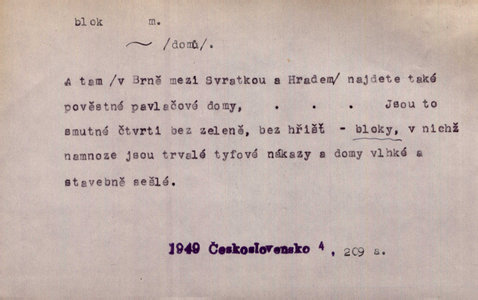 blok m.
~ /domů/.
A tam /v Brně mezi Svratkou a Hradem/ najdete také
pověstné pavlačové domy, . . . Jsou to
smutné čtvrti bez zeleně, bez hřišť - bloky, v nichž
namnoze jsou trvalé tyfové nákazy a domy vlhké a
stavebně sešlé.
1949 Československo 4, 209 s.